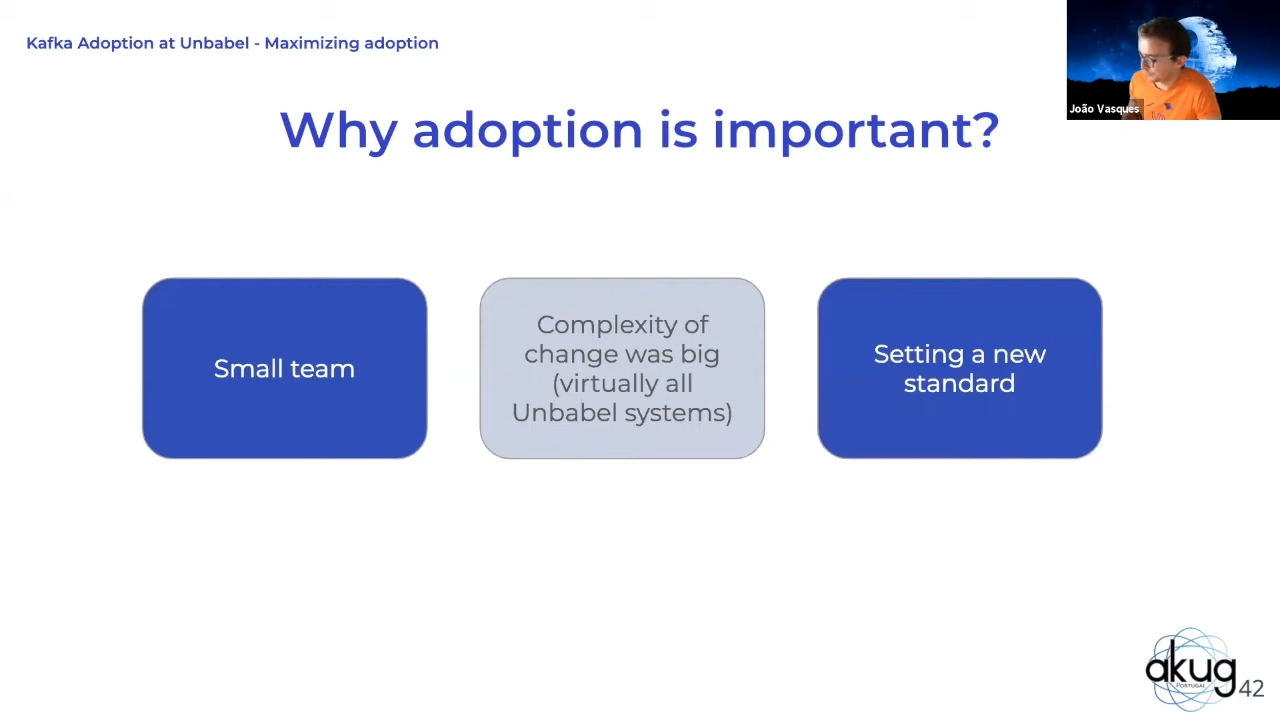 Kafka Adoption at Unbabel - Maximizing adoption
João Vasques
Why adoption is important?
Small team
Complexity of
change was big
(virtually all
Unbabel systems)
Setting a new
standard
akug
PORTUGAL
42